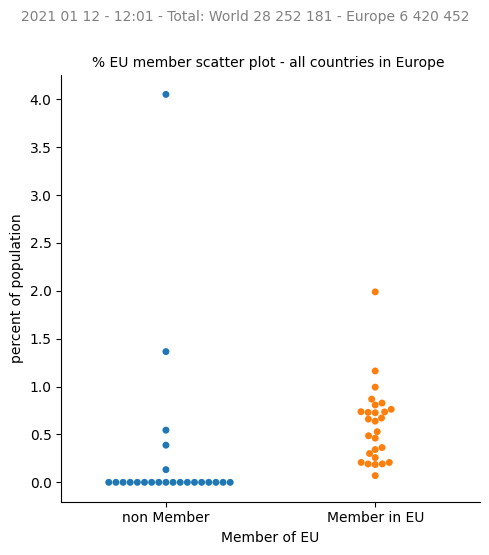 2021 01 12 - 12:01 - Total: World 28 252 181 - Europe 6 420 452
% EU member scatter plot - all countries in Europe
4.0
3.5
3.0
2.5
2.0
1.5
1.0
0.5
0.0
percent of population
non Member
Member in EU
Member of EU